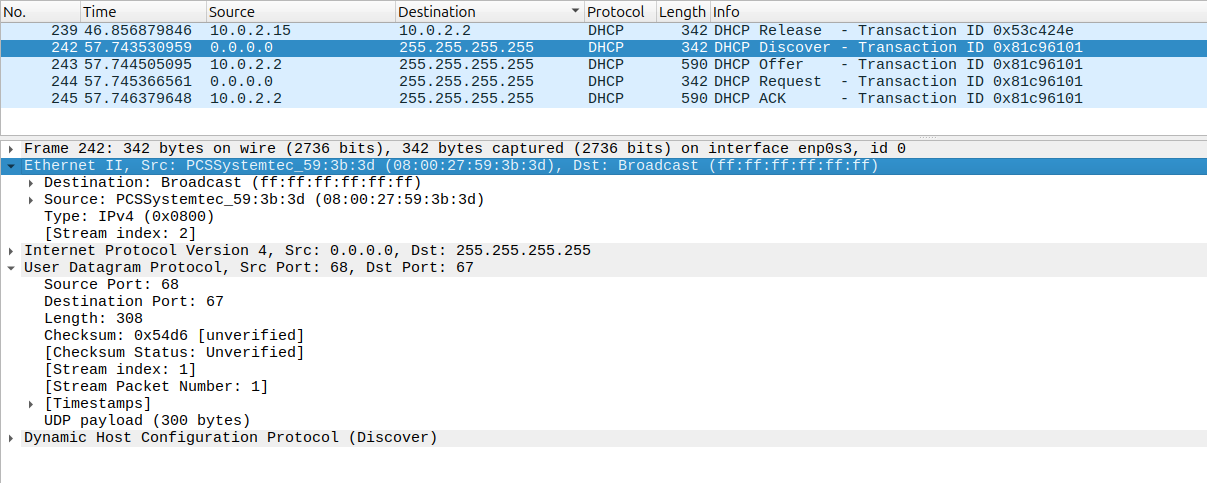 No. Time Source Destination Protocol Length Info
239 46.856879846 10.0.2.15 10.0.2.2 DHCP 342 DHCP Release - Transaction ID 0x53c424e
242 57.743530959 0.0.0.0 255.255.255.255 DHCP 342 DHCP Discover - Transaction ID 0x81c96101
243 57.744505095 10.0.2.2 255.255.255.255 DHCP 590 DHCP Offer - Transaction ID 0x81c96101
244 57.745366561 0.0.0.0 255.255.255.255 DHCP 342 DHCP Request - Transaction ID 0x81c96101
245 57.746379648 10.0.2.2 255.255.255.255 DHCP 590 DHCP ACK - Transaction ID 0x81c96101
Frame 242: 342 bytes on wire (2736 bits), 342 bytes captured (2736 bits) on interface enp0s3, id 0
Ethernet II, Src: PCSSystemtec_59:3b:3d (08:00:27:59:3b:3d), Dst: Broadcast (ff:ff:ff:ff:ff:ff)
Destination: Broadcast (ff:ff:ff:ff:ff:ff)
Source: PCSSystemtec_59:3b:3d (08:00:27:59:3b:3d)
Type: IPv4 (0x0800)
[Stream index: 2]
Internet Protocol Version 4, Src: 0.0.0.0, Dst: 255.255.255.255
User Datagram Protocol, Src Port: 68, Dst Port: 67
Source Port: 68
Destination Port: 67
Length: 308
Checksum: 0x54d6 [unverified]
[Checksum Status: Unverified]
[Stream index: 1]
[Stream Packet Number: 1]
[Timestamps]
UDP payload (300 bytes)
Dynamic Host Configuration Protocol (Discover)